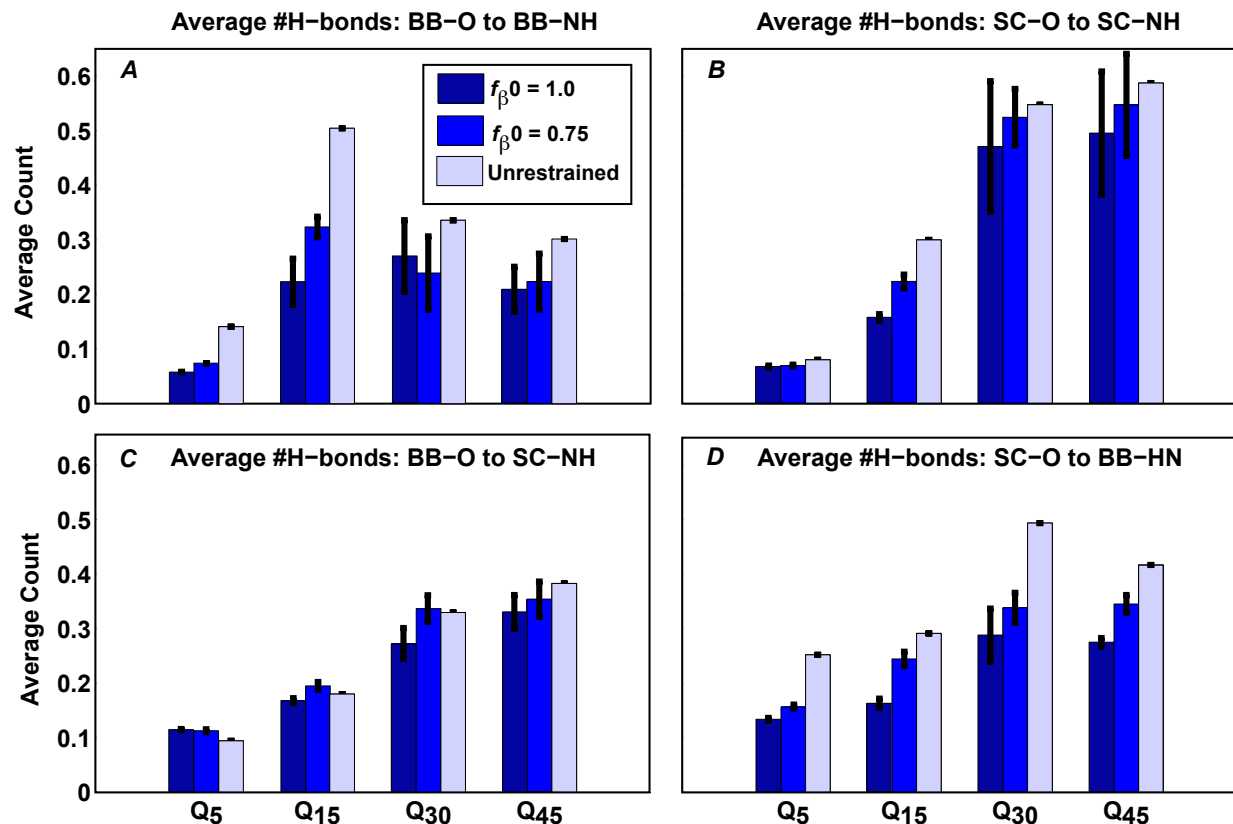 Average #H−bonds: BB−O to BB−NH
Average #H−bonds: SC−O to SC−NH
A
B
fβ0 = 1.0
fβ0 = 0.75
Unrestrained
Average Count
0.6
0.5
0.4
0.3
0.2
0.1
0
C Average #H−bonds: BB−O to SC−NH
D Average #H−bonds: SC−O to BB−HN
Average Count
0.6
0.5
0.4
0.3
0.2
0.1
0
Q5 Q15 Q30 Q45
Q5 Q15 Q30 Q45